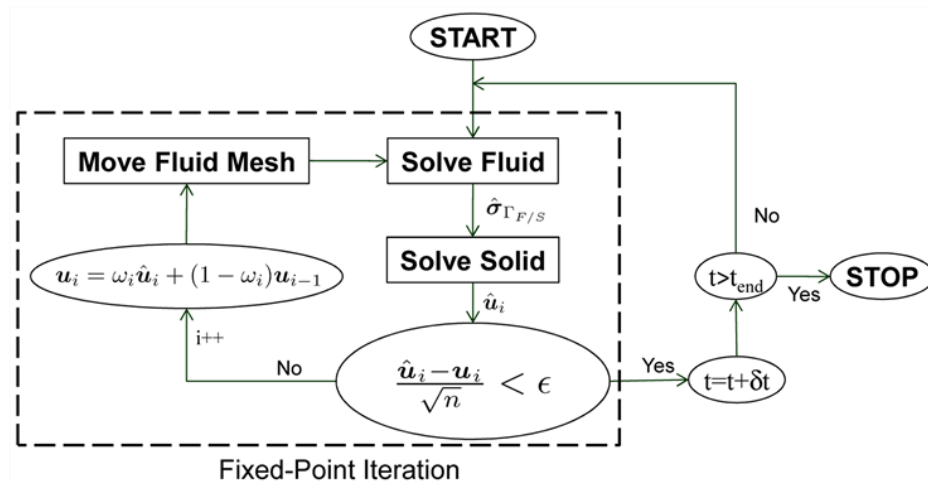 START
Move Fluid Mesh
Solve Fluid
No
σ̂_{Γ_{F/S}}
u_i = ω_i û_i + (1 − ω_i) u_{i−1}
Solve Solid
t>t_end
STOP
Yes
û_i
i++
No
(û_i − u_i)/√n < ϵ
Yes
t=t+δt
Fixed-Point Iteration